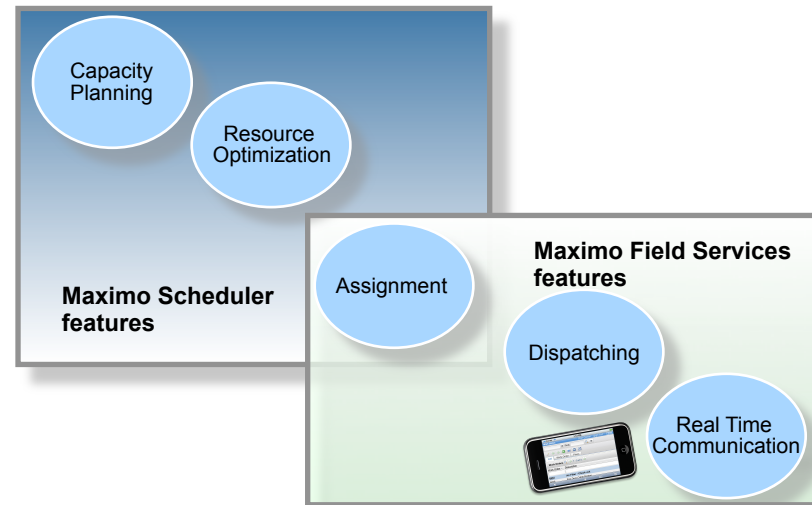 Capacity
Planning
Resource
Optimization
Maximo Scheduler
features
Assignment
Maximo Field Services
features
Dispatching
Real Time
Communication